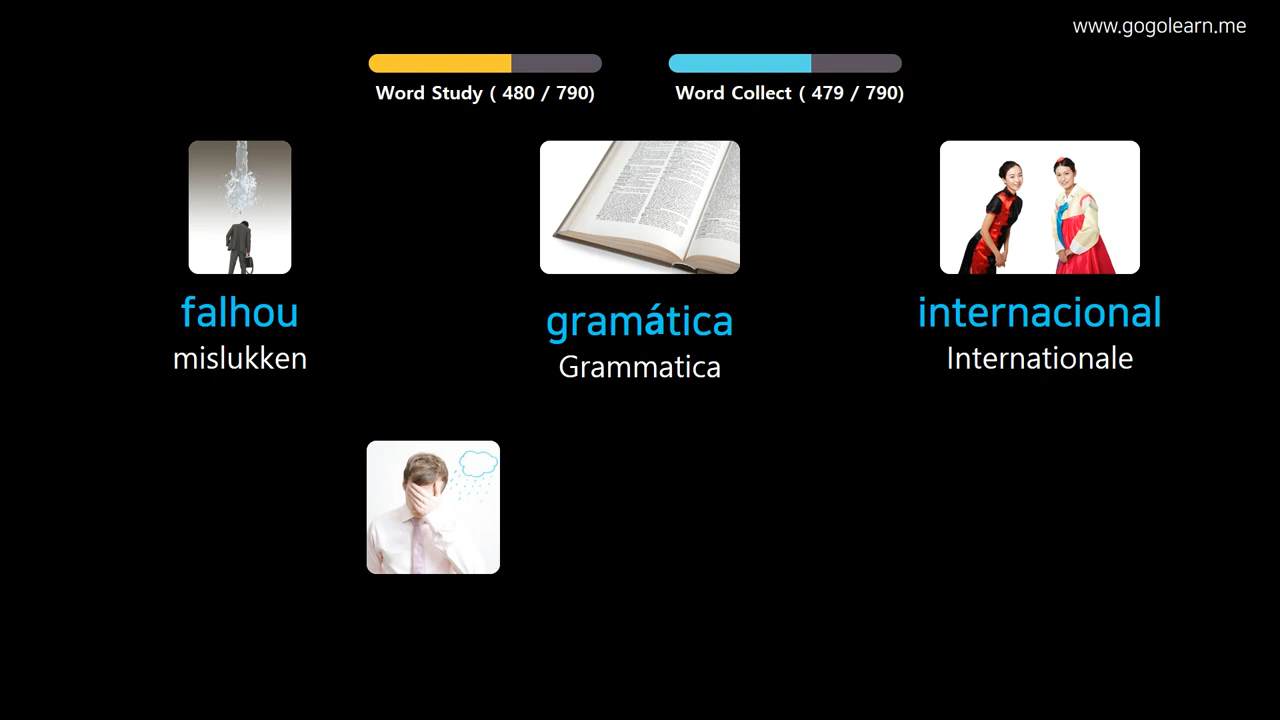 www.gogolearn.me
Word Study ( 480 / 790)
Word Collect ( 479 / 790)
falhou
mislukken
gramática
Grammatica
internacional
Internationale